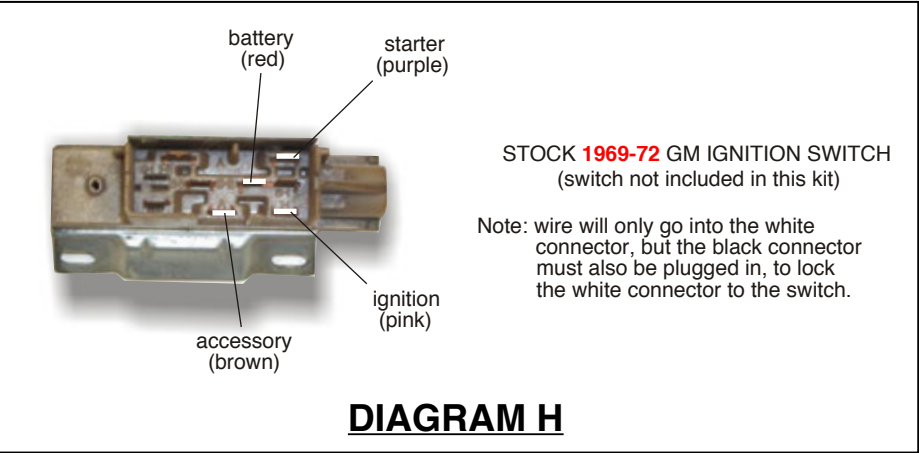 battery
(red)
starter
(purple)
STOCK 1969-72 GM IGNITION SWITCH
(switch not included in this kit)
Note: wire will only go into the white
connector, but the black connector
must also be plugged in, to lock
the white connector to the switch.
ignition
(pink)
accessory
(brown)
DIAGRAM H